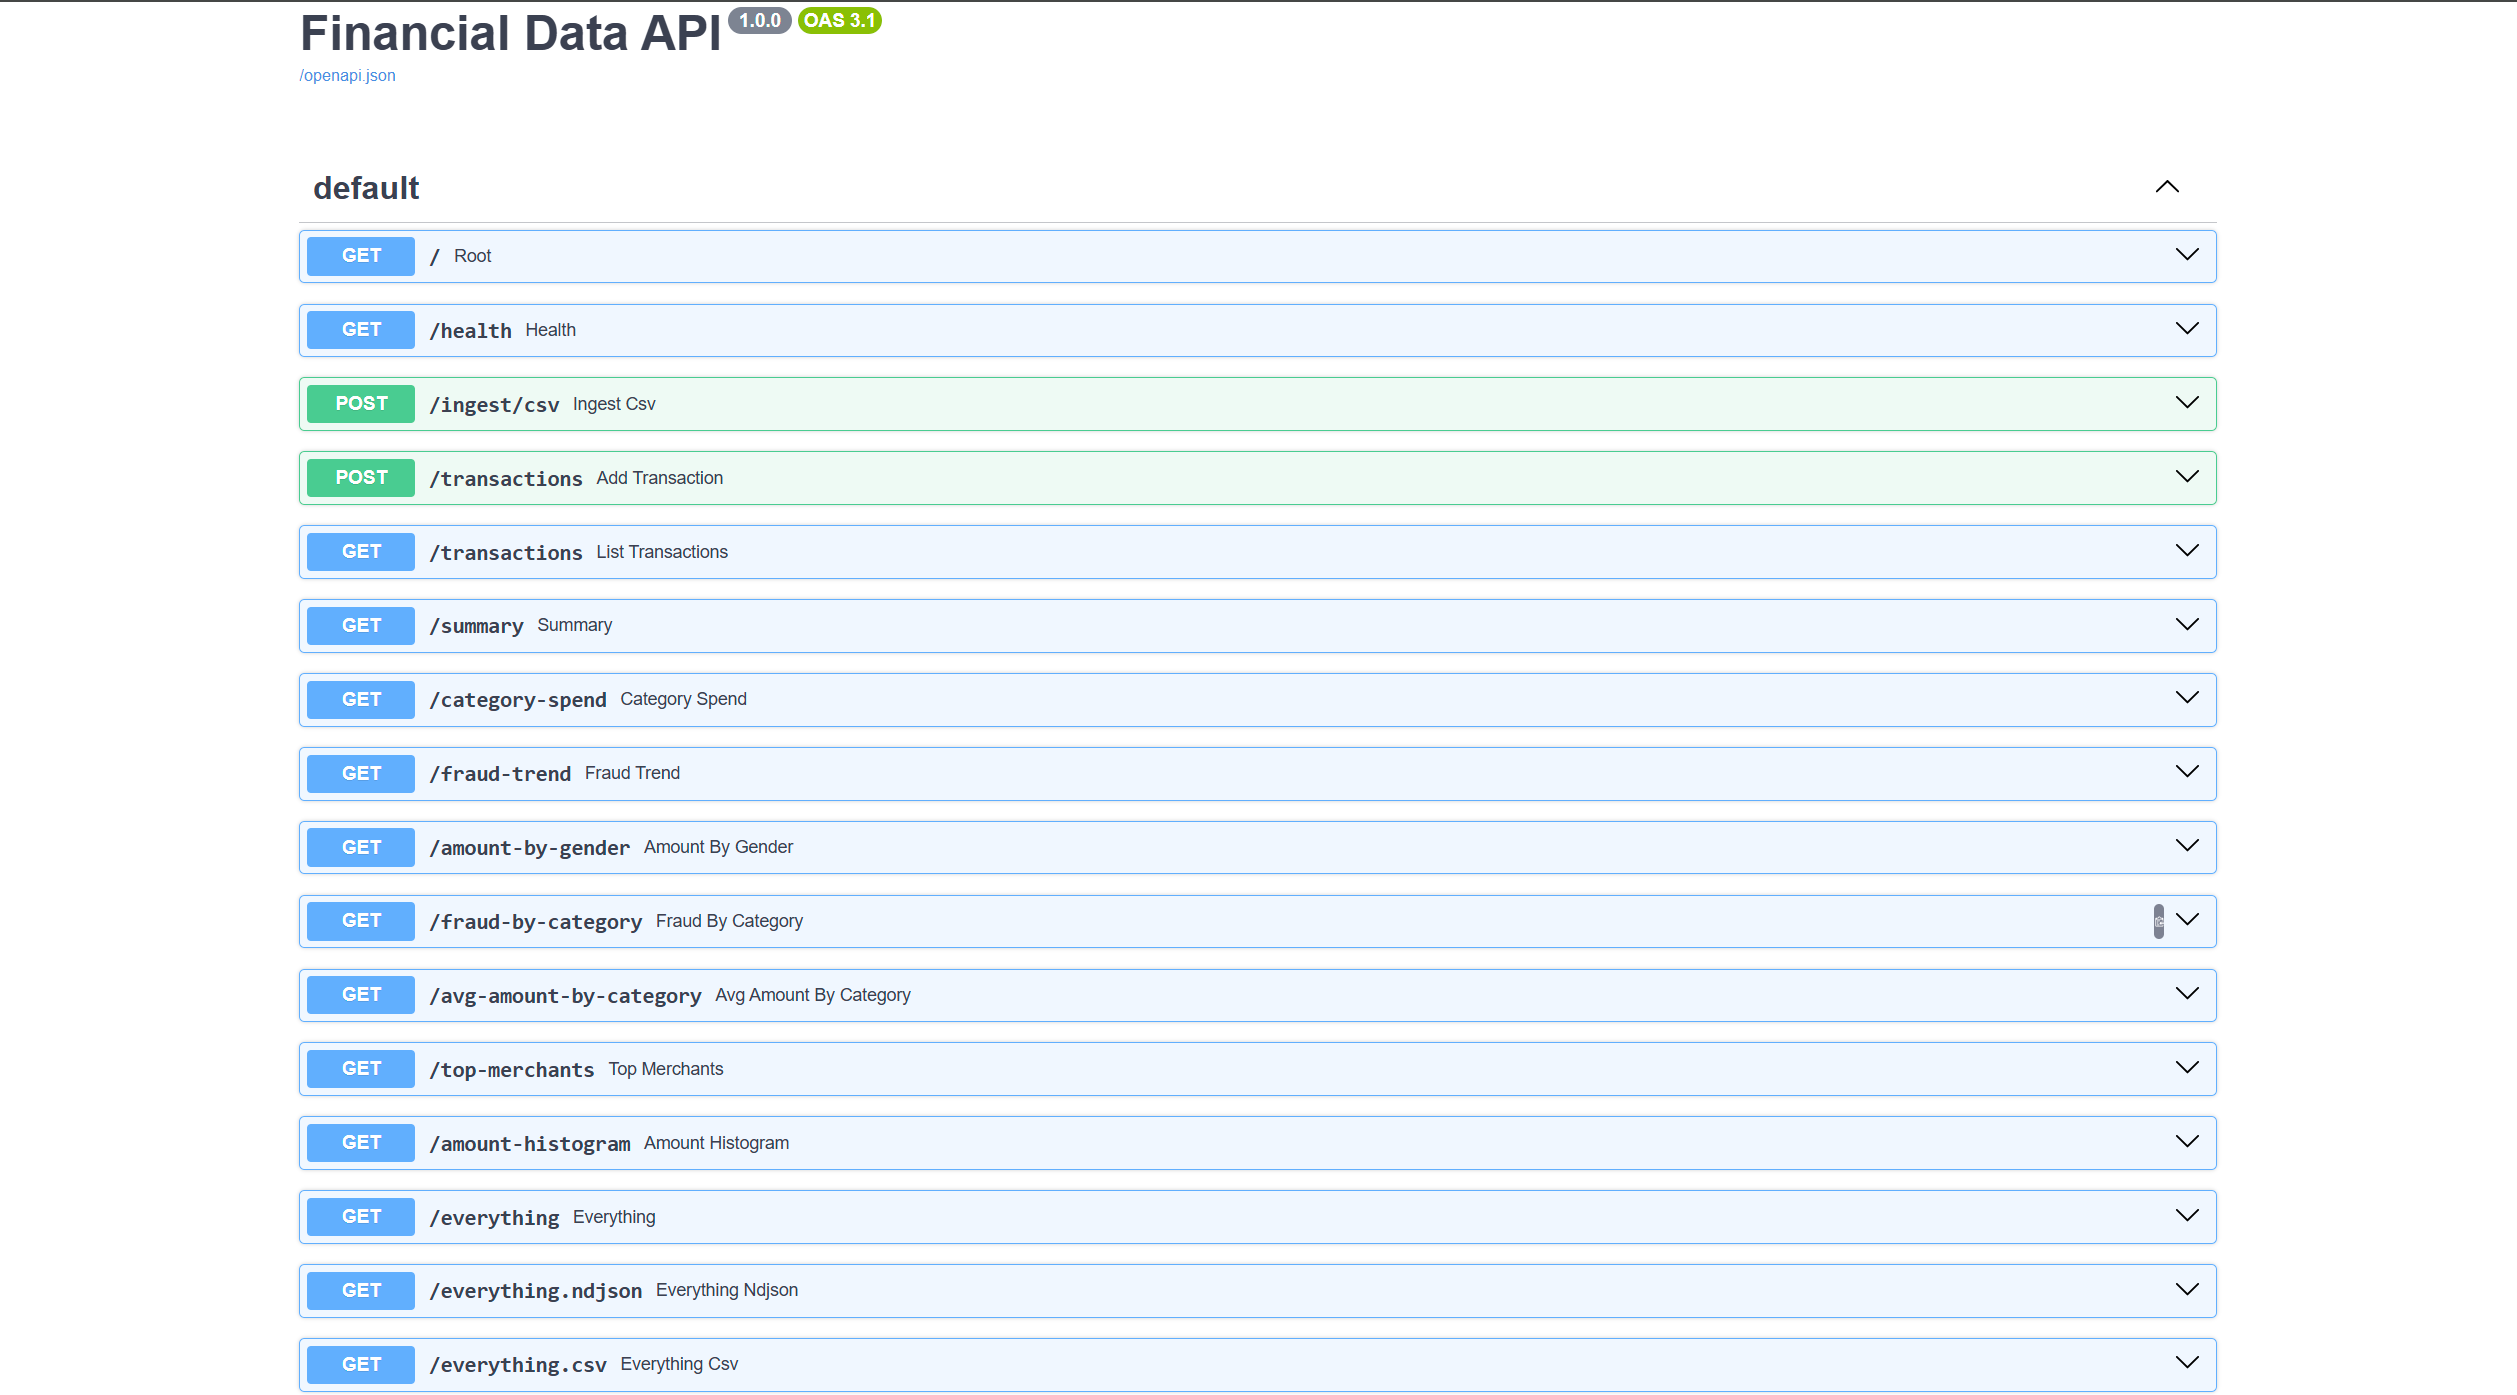 Financial Data API 1.0.0 OAS 3.1
/openapi.json
default
GET / Root
GET /health Health
POST /ingest/csv Ingest Csv
POST /transactions Add Transaction
GET /transactions List Transactions
GET /summary Summary
GET /category-spend Category Spend
GET /fraud-trend Fraud Trend
GET /amount-by-gender Amount By Gender
GET /fraud-by-category Fraud By Category
GET /avg-amount-by-category Avg Amount By Category
GET /top-merchants Top Merchants
GET /amount-histogram Amount Histogram
GET /everything Everything
GET /everything.ndjson Everything Ndjson
GET /everything.csv Everything Csv